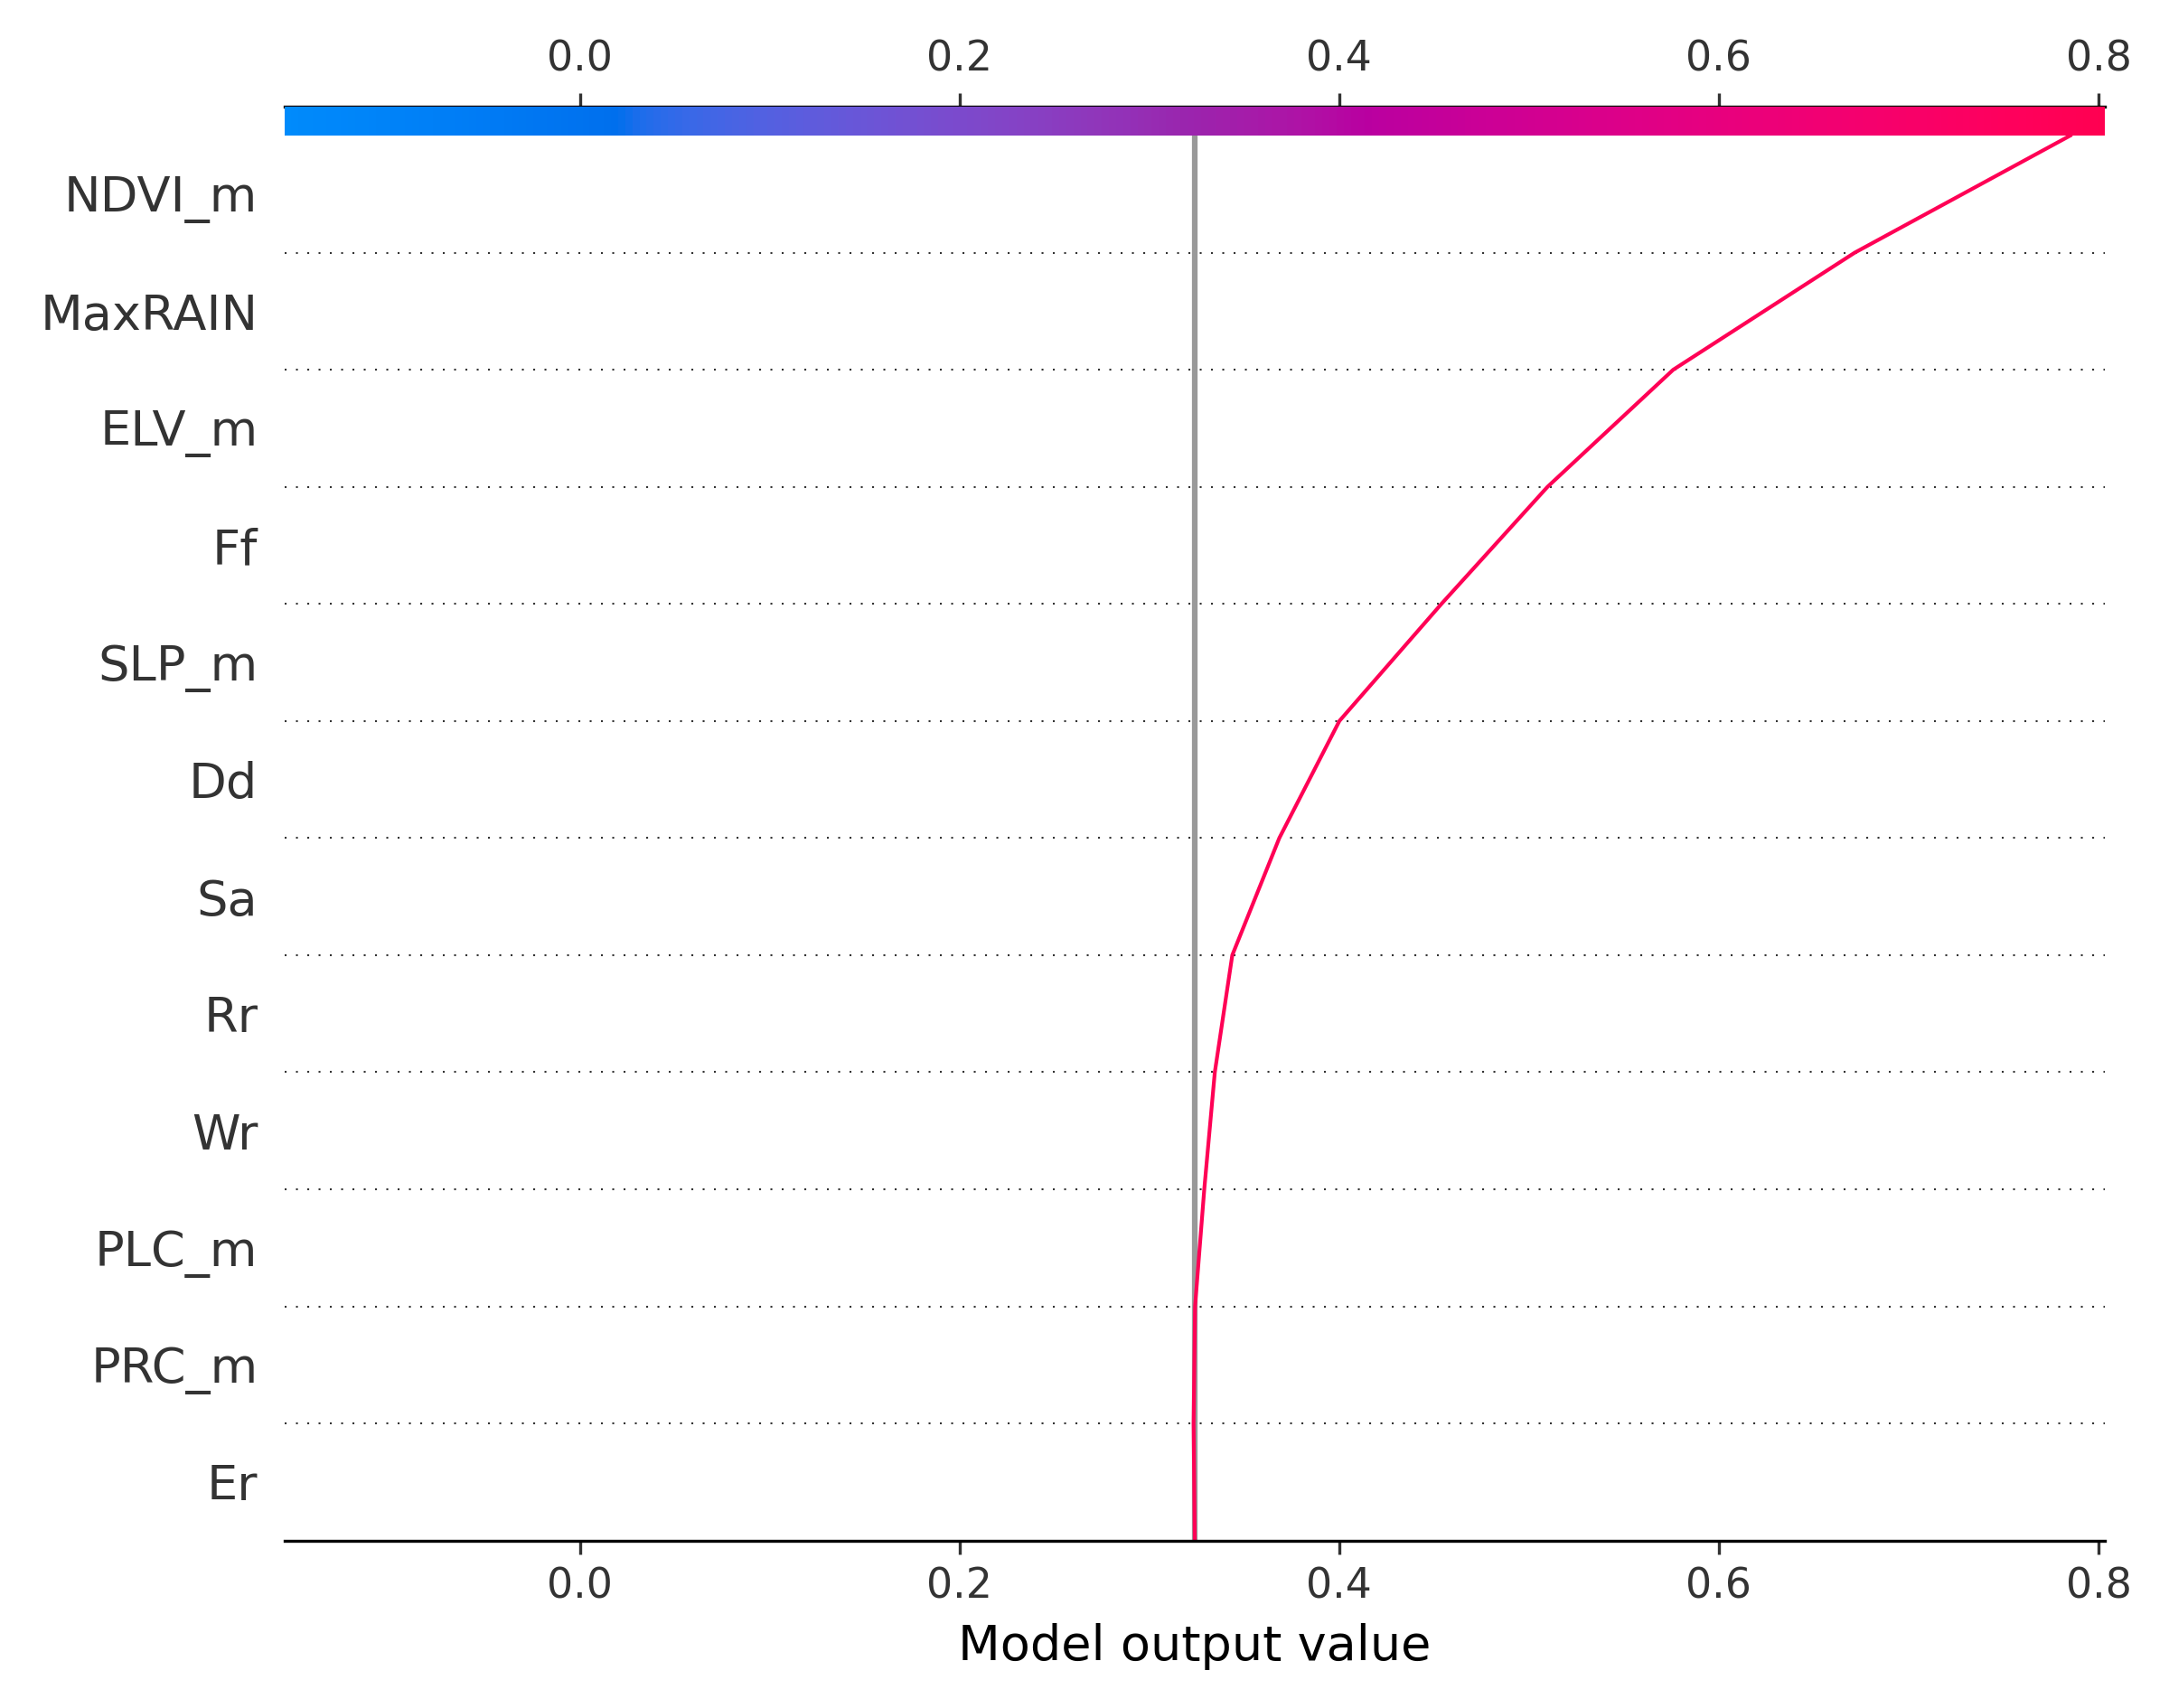 0.0 0.2 0.4 0.6 0.8
NDVI_m
MaxRAIN
ELV_m
Ff
SLP_m
Dd
Sa
Rr
Wr
PLC_m
PRC_m
Er
0.0 0.2 0.4 0.6 0.8
Model output value